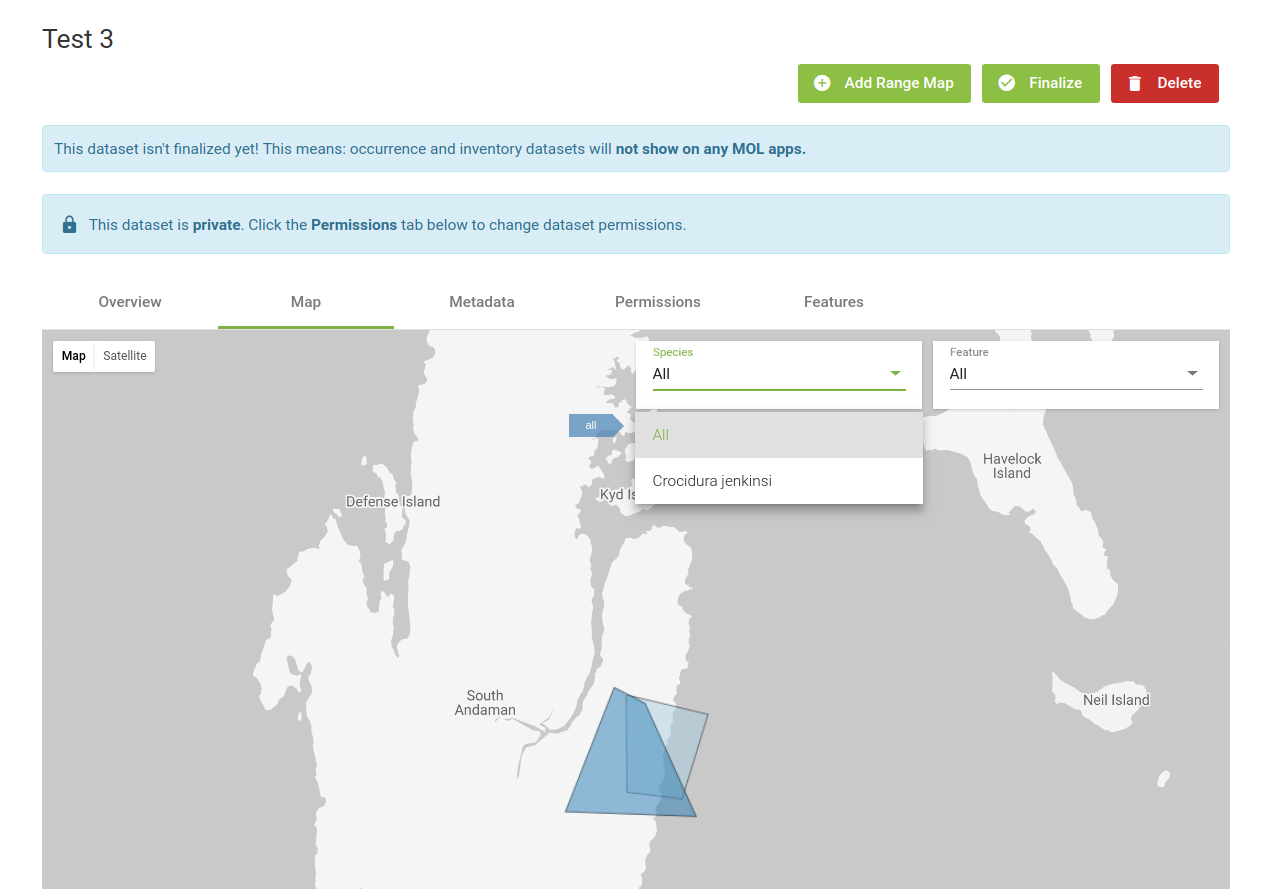 Test 3
Add Range Map
Finalize
Delete
This dataset isn't finalized yet! This means: occurrence and inventory datasets will not show on any MOL apps.
This dataset is private. Click the Permissions tab below to change dataset permissions.
Overview
Map
Metadata
Permissions
Features
Map
Satellite
Species
All
Feature
All
all
All
Crocidura jenkinsi
Havelock
Island
Defense Island
Kyd Is
South
Andaman
Neil Island